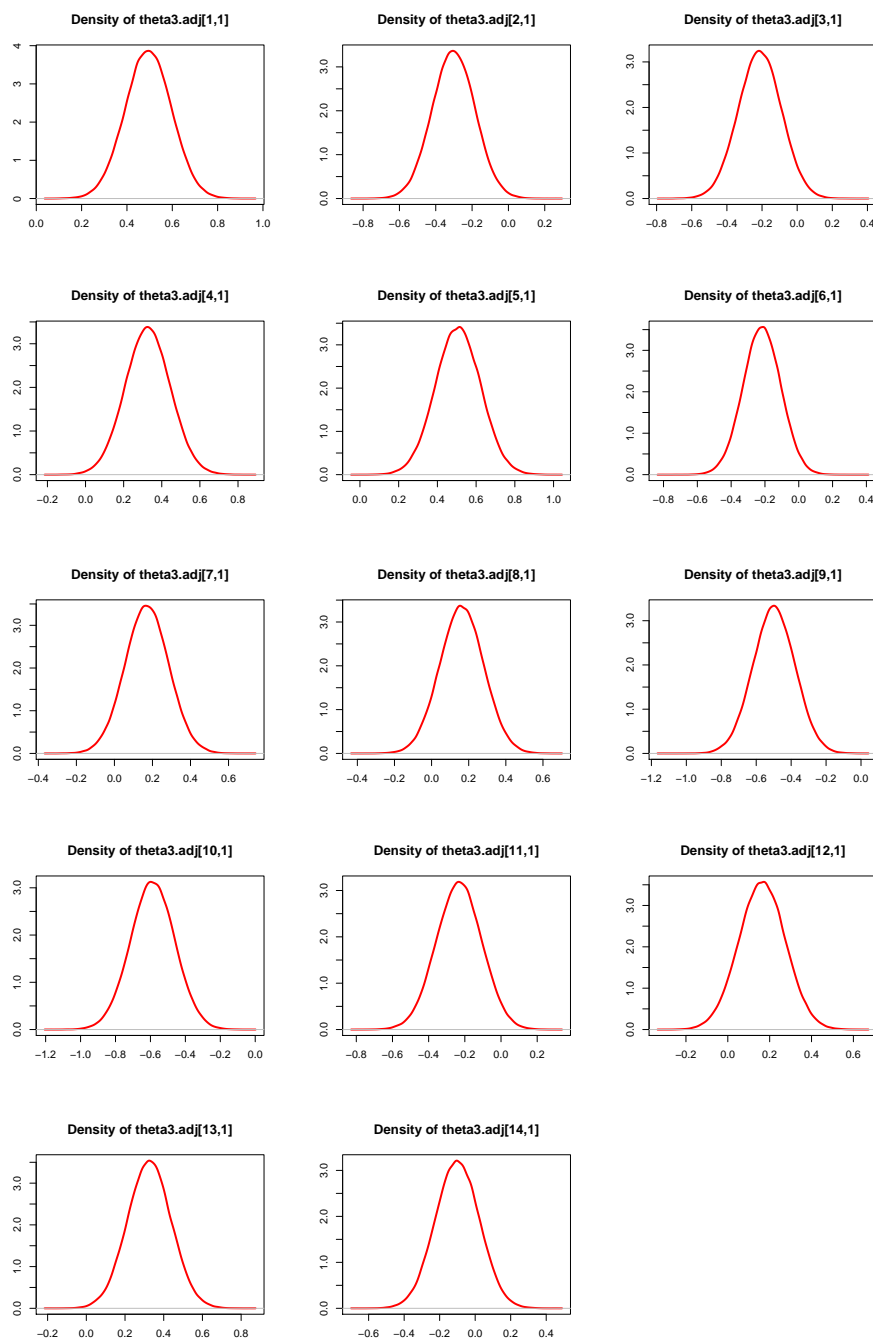 Density of theta3.adj[1,1]
0 1 2 3 4
0.0 0.2 0.4 0.6 0.8 1.0
Density of theta3.adj[2,1]
0.0 1.0 2.0 3.0
−0.8 −0.6 −0.4 −0.2 0.0 0.2
Density of theta3.adj[3,1]
0.0 1.0 2.0 3.0
−0.8 −0.6 −0.4 −0.2 0.0 0.2 0.4
Density of theta3.adj[4,1]
0.0 1.0 2.0 3.0
−0.2 0.0 0.2 0.4 0.6 0.8
Density of theta3.adj[5,1]
0.0 1.0 2.0 3.0
0.0 0.2 0.4 0.6 0.8 1.0
Density of theta3.adj[6,1]
0.0 1.0 2.0 3.0
−0.8 −0.6 −0.4 −0.2 0.0 0.2 0.4
Density of theta3.adj[7,1]
0.0 1.0 2.0 3.0
−0.4 −0.2 0.0 0.2 0.4 0.6
Density of theta3.adj[8,1]
0.0 1.0 2.0 3.0
−0.4 −0.2 0.0 0.2 0.4 0.6
Density of theta3.adj[9,1]
0.0 1.0 2.0 3.0
−1.2 −1.0 −0.8 −0.6 −0.4 −0.2 0.0
Density of theta3.adj[10,1]
0.0 1.0 2.0 3.0
−1.2 −1.0 −0.8 −0.6 −0.4 −0.2 0.0
Density of theta3.adj[11,1]
0.0 1.0 2.0 3.0
−0.8 −0.6 −0.4 −0.2 0.0 0.2
Density of theta3.adj[12,1]
0.0 1.0 2.0 3.0
−0.2 0.0 0.2 0.4 0.6
Density of theta3.adj[13,1]
0.0 1.0 2.0 3.0
−0.2 0.0 0.2 0.4 0.6 0.8
Density of theta3.adj[14,1]
0.0 1.0 2.0 3.0
−0.6 −0.4 −0.2 0.0 0.2 0.4